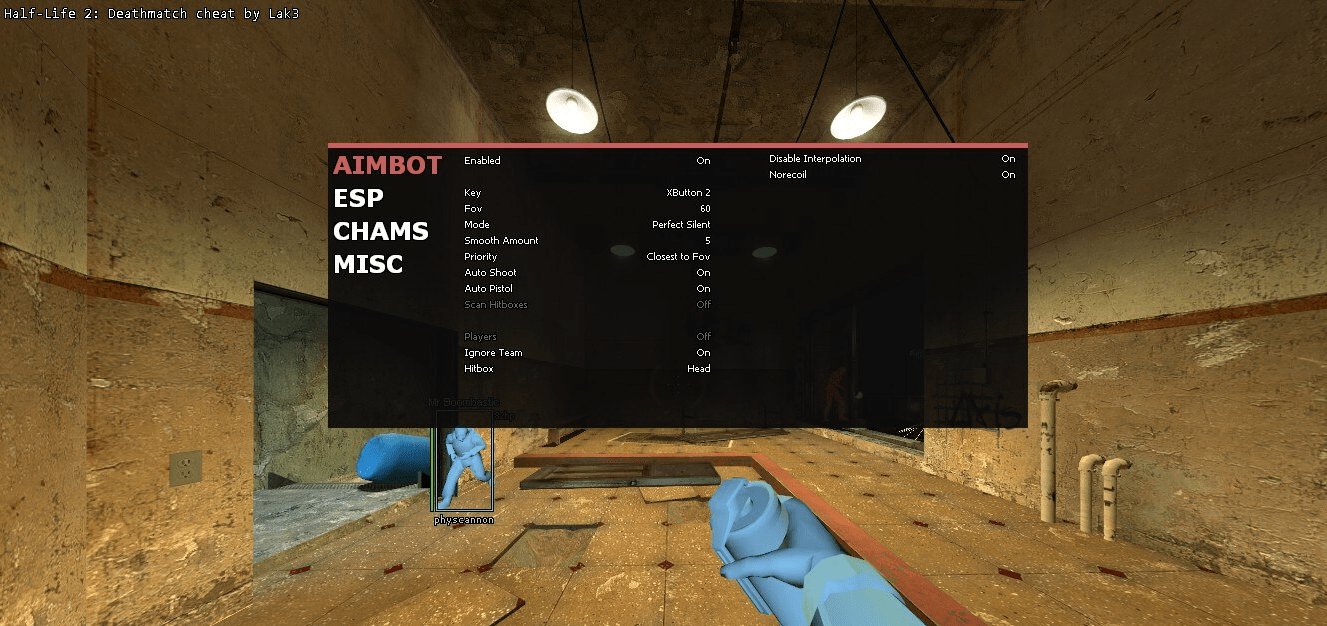 Half-Life 2: Deathmatch cheat by Lak3
AIMBOT
ESP
CHAMS
MISC
Enabled On
Key XButton 2
Fov 60
Mode Perfect Silent
Smooth Amount 5
Priority Closest to Fov
Auto Shoot On
Auto Pistol On
Scan Hitboxes Off
Players Off
Ignore Team On
Hitbox Head
Disable Interpolation On
Norecoil On
physcannon